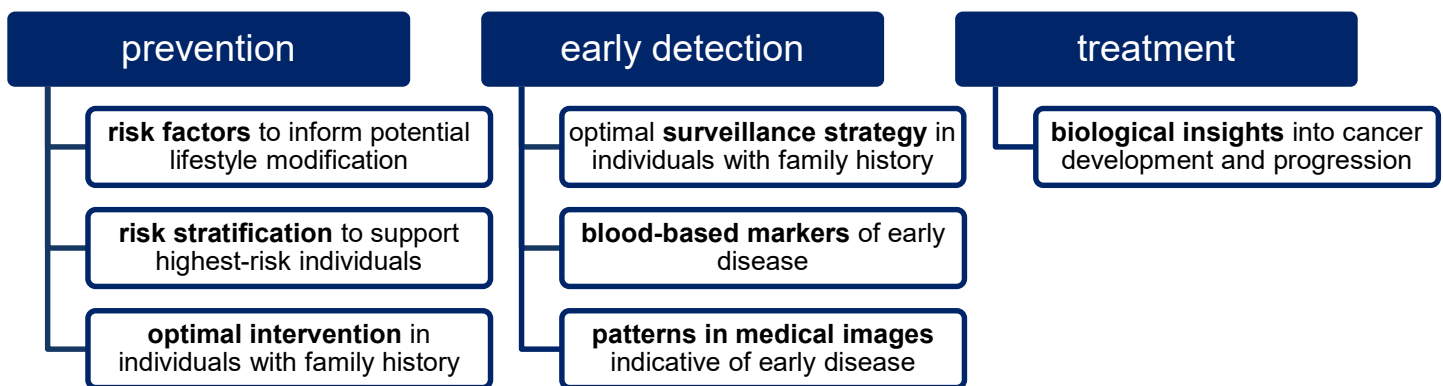 prevention
risk factors to inform potential
lifestyle modification
risk stratification to support
highest-risk individuals
optimal intervention in
individuals with family history
early detection
optimal surveillance strategy in
individuals with family history
blood-based markers of early
disease
patterns in medical images
indicative of early disease
treatment
biological insights into cancer
development and progression